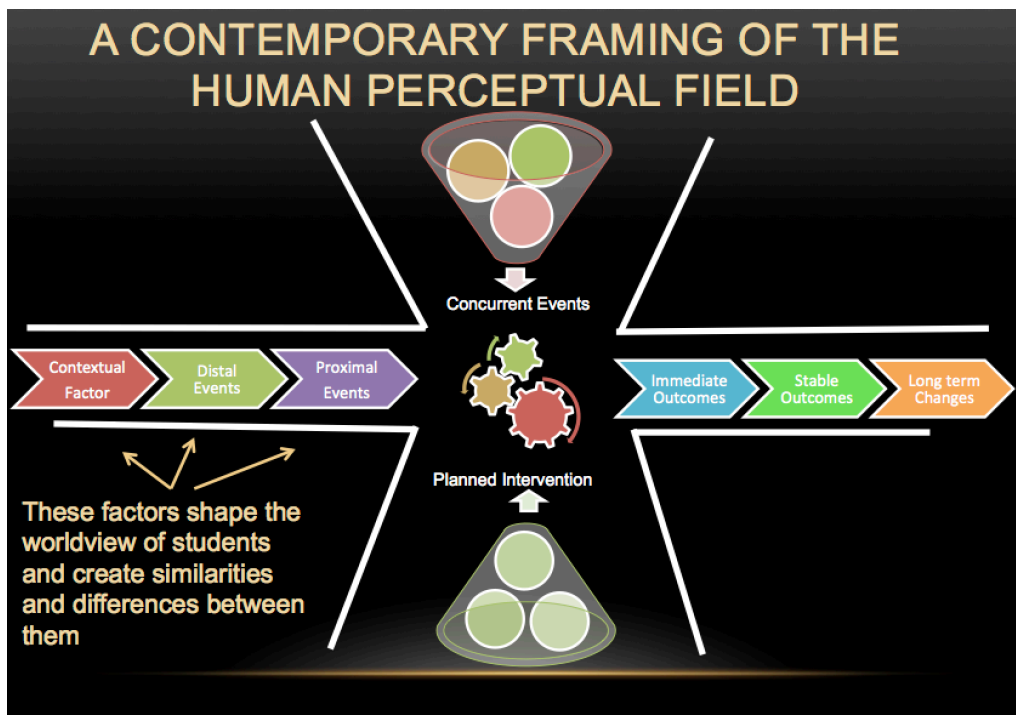 A CONTEMPORARY FRAMING OF THE
HUMAN PERCEPTUAL FIELD
Concurrent Events
Contextual
Factor
Distal
Events
Proximal
Events
Immediate
Outcomes
Stable
Outcomes
Long term
Changes
Planned Intervention
These factors shape the
worldview of students
and create similarities
and differences between
them